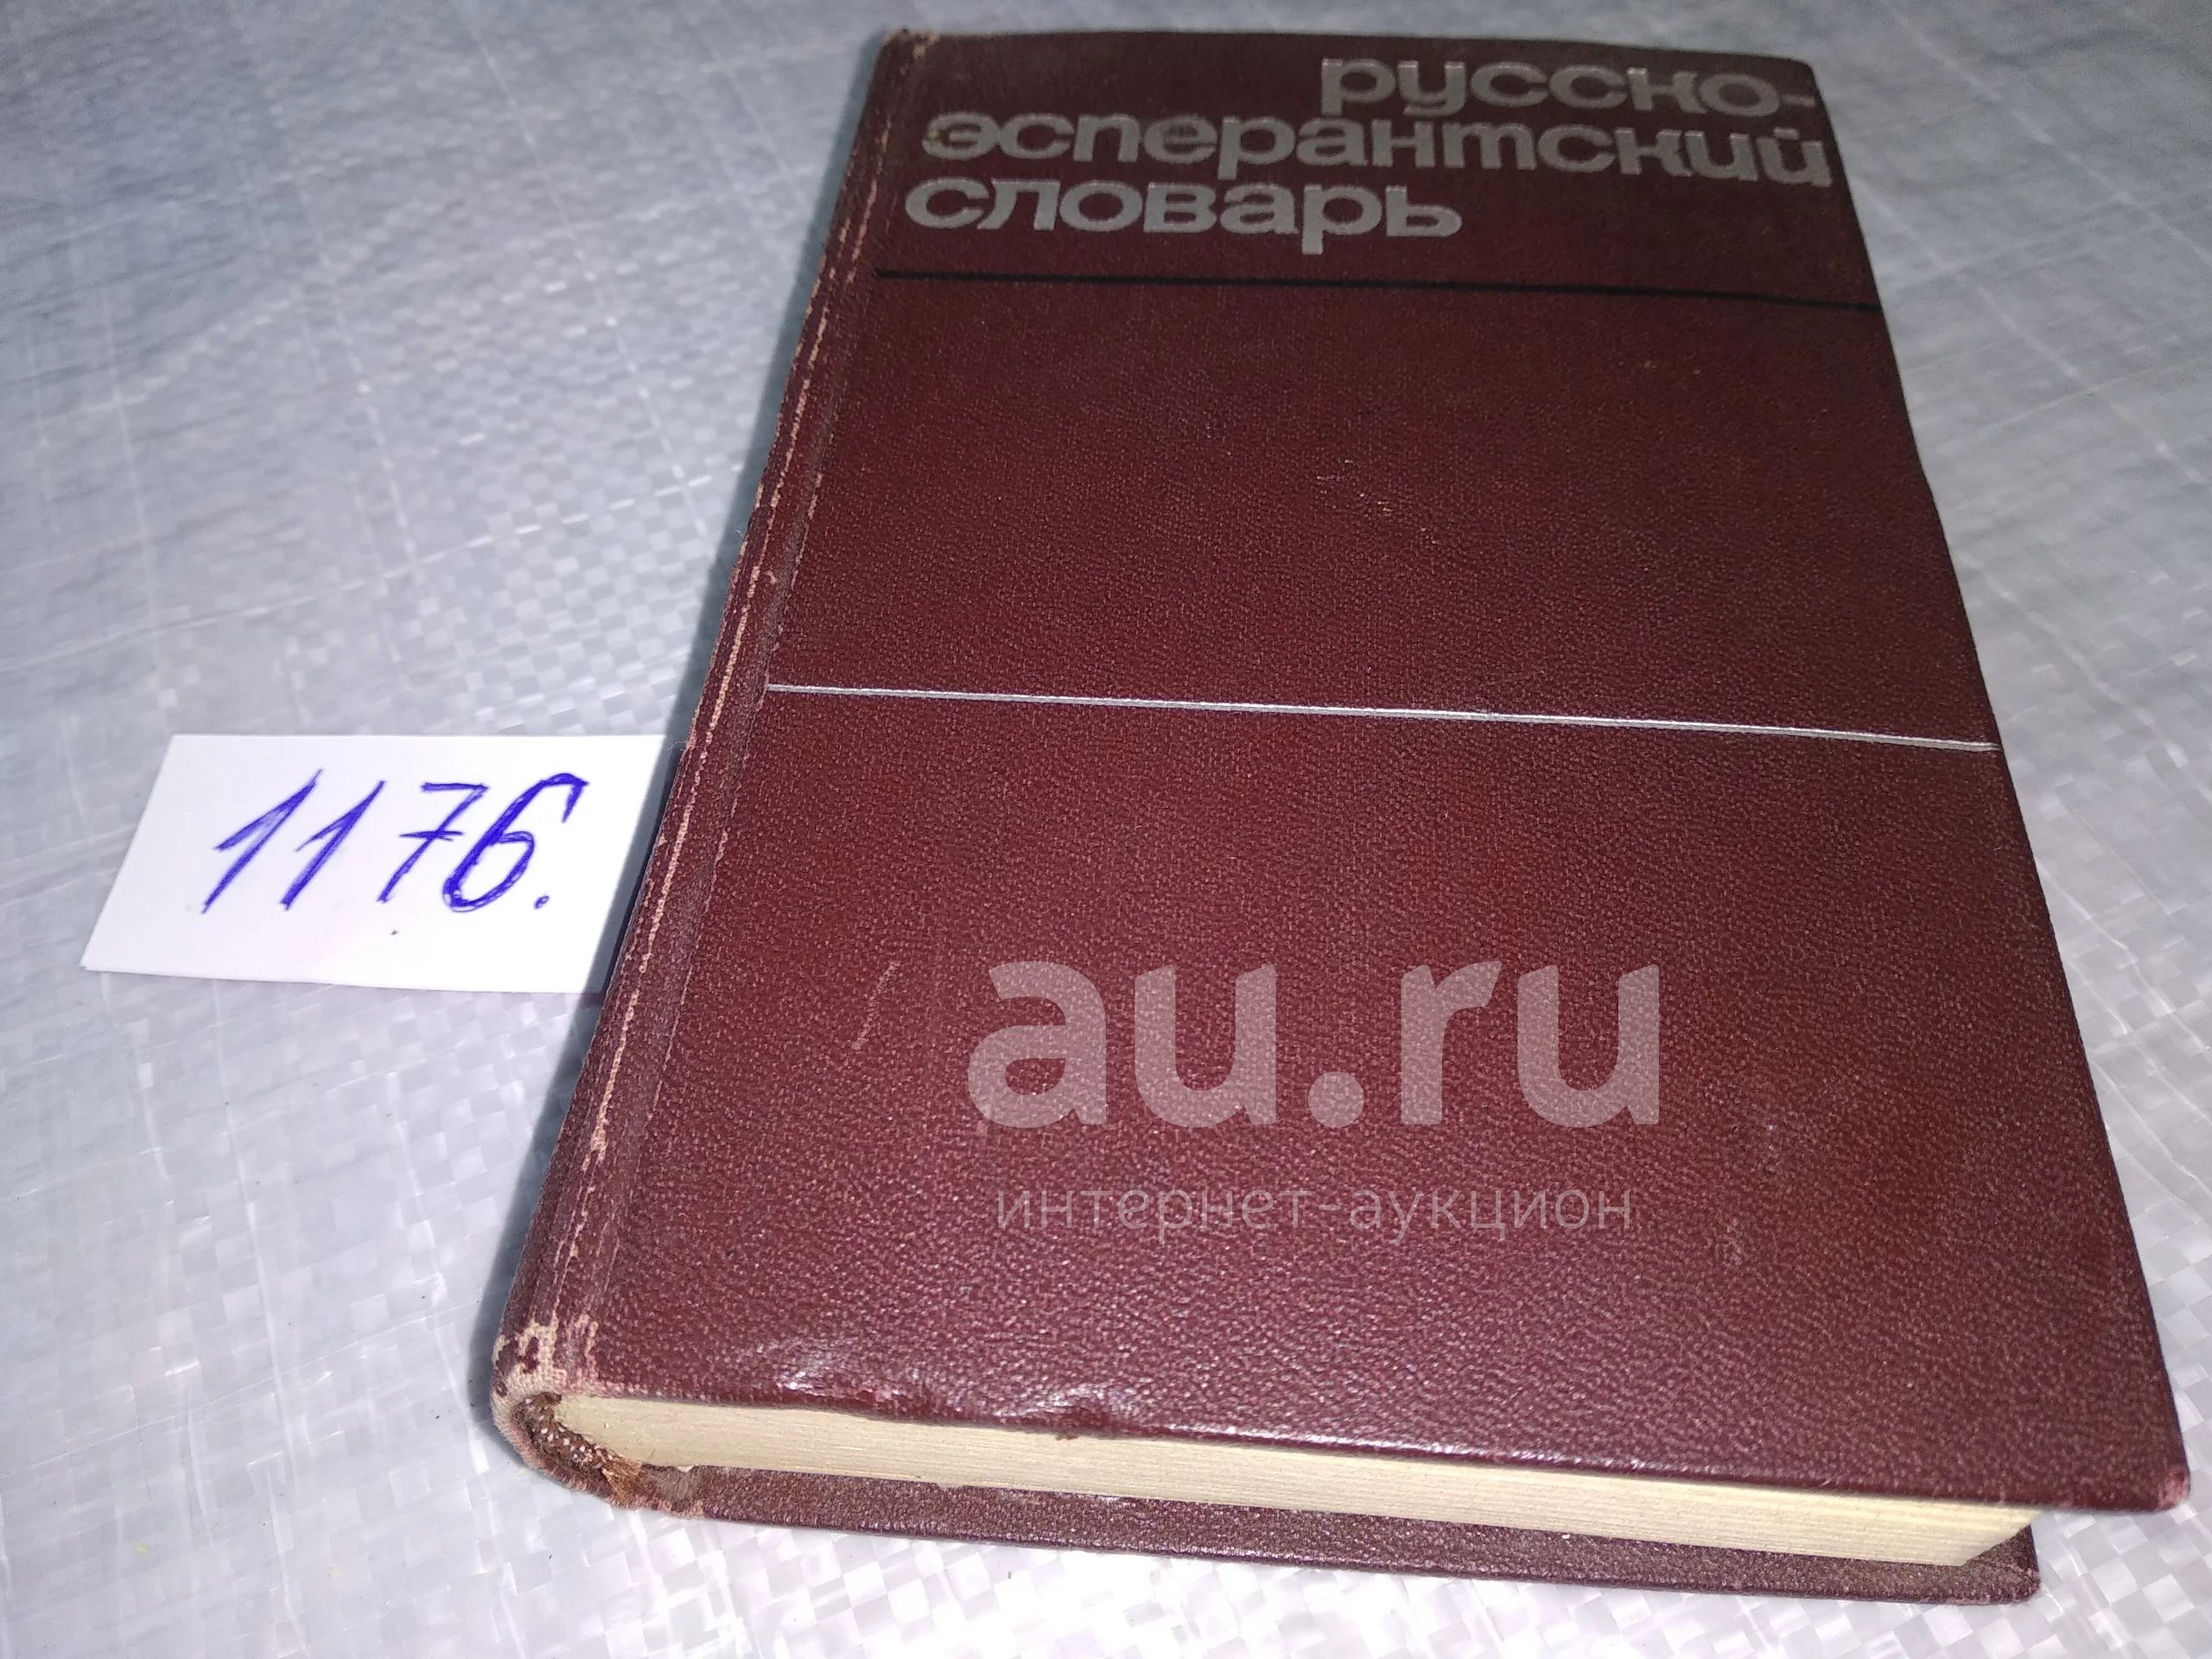 русско-
эсперантский
словарь
1176.
au.ru
интернет-аукцион